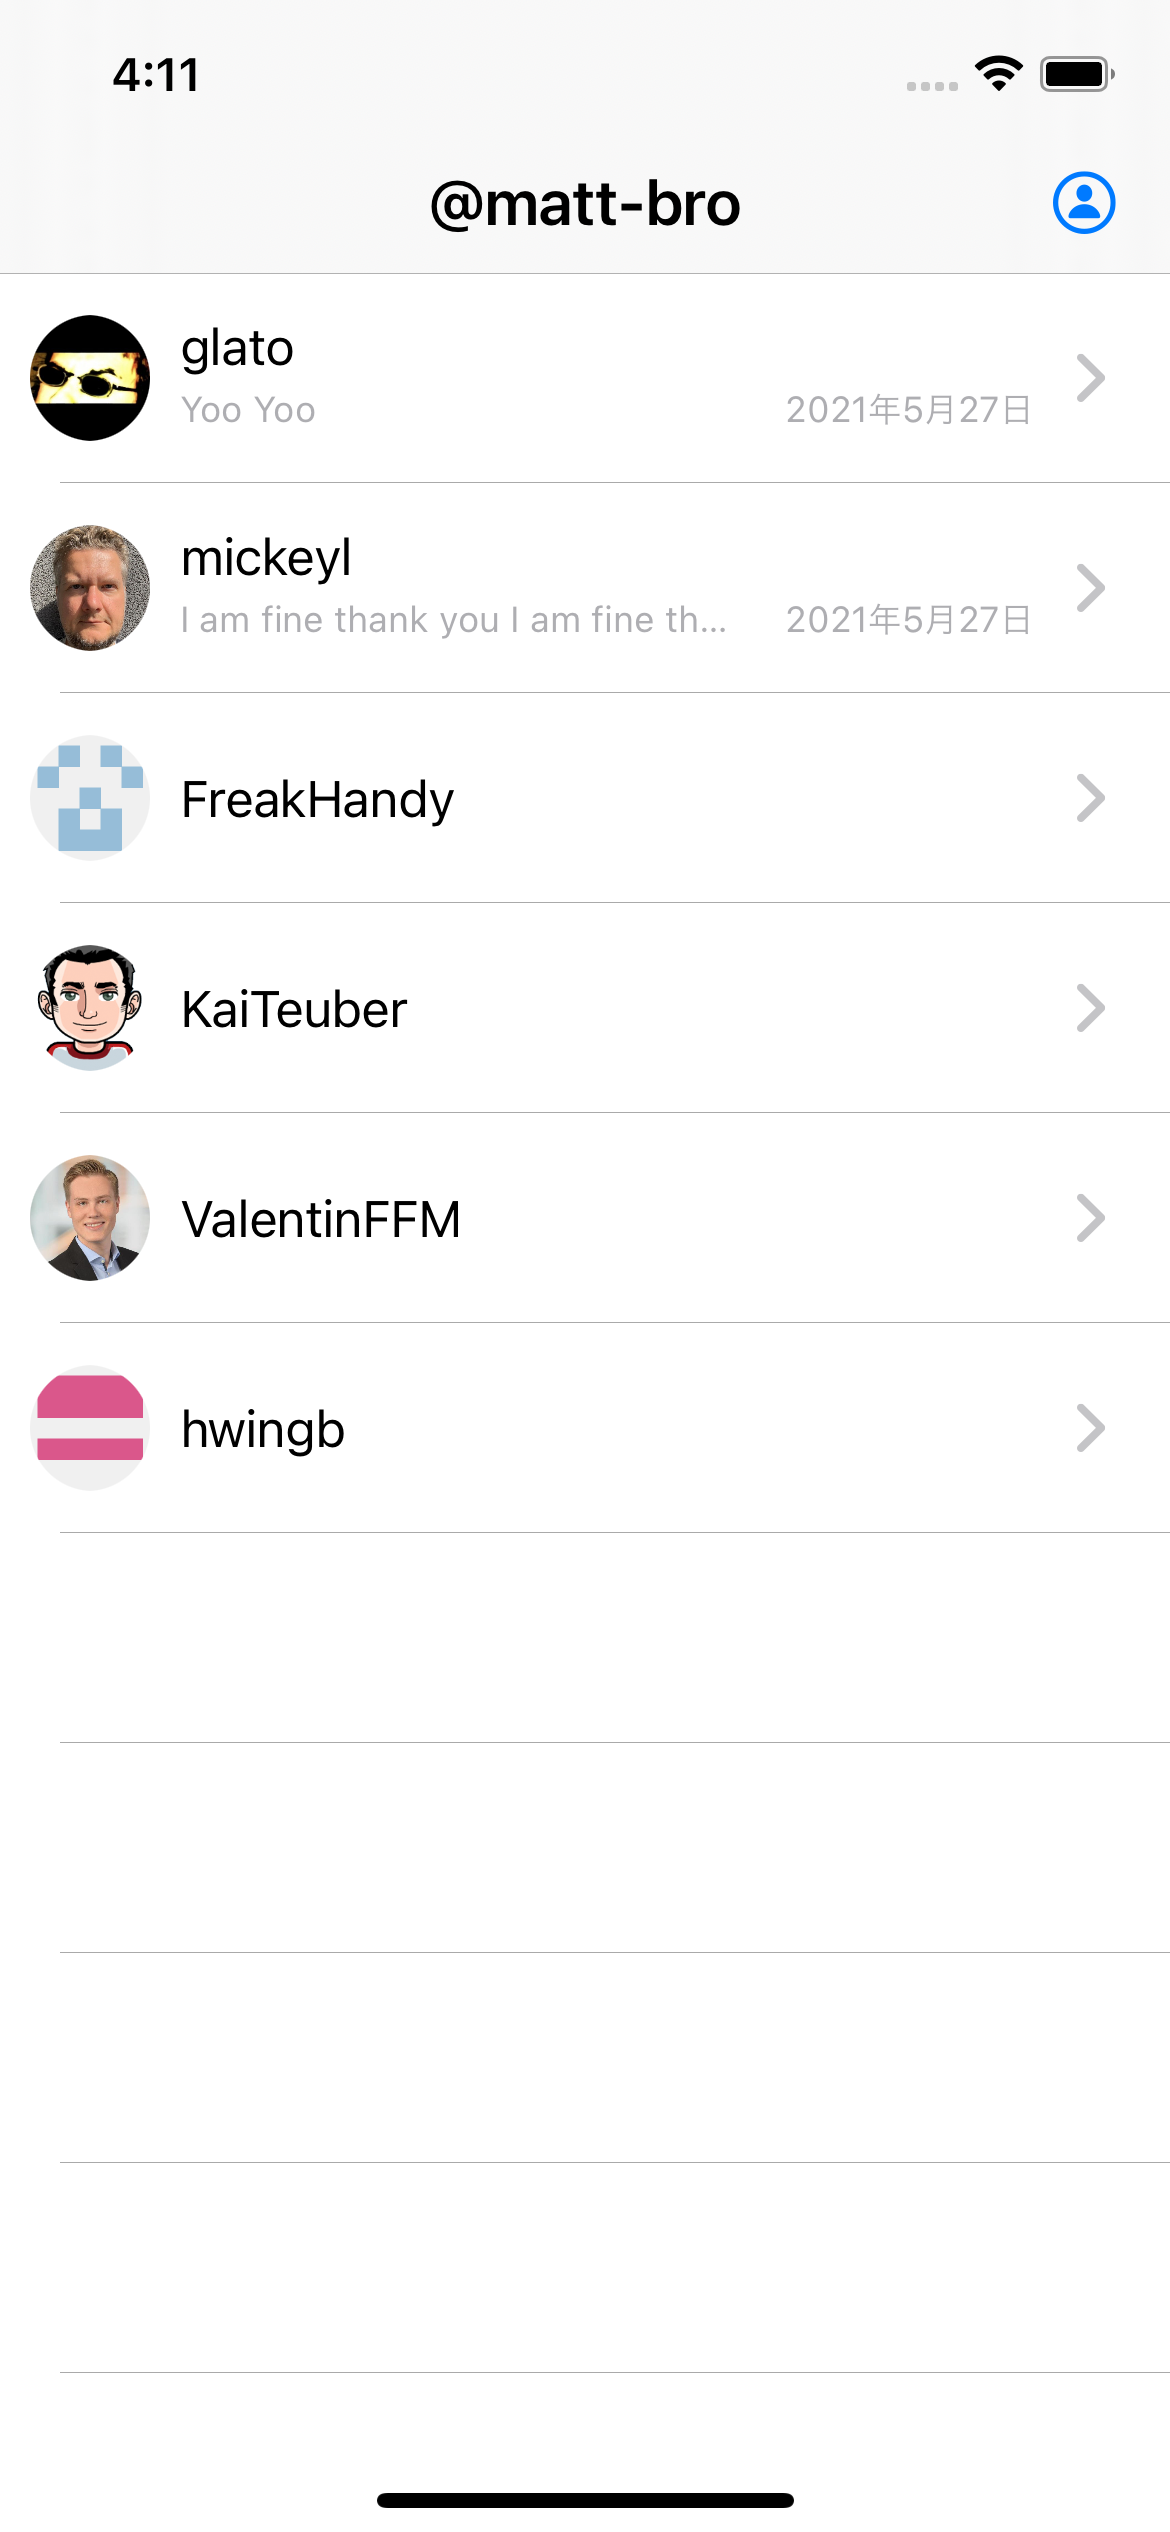 4:11
@matt-bro
glato
Yoo Yoo 2021年5月27日
mickeyl
I am fine thank you I am fine th... 2021年5月27日
FreakHandy
KaiTeuber
ValentinFFM
hwingb